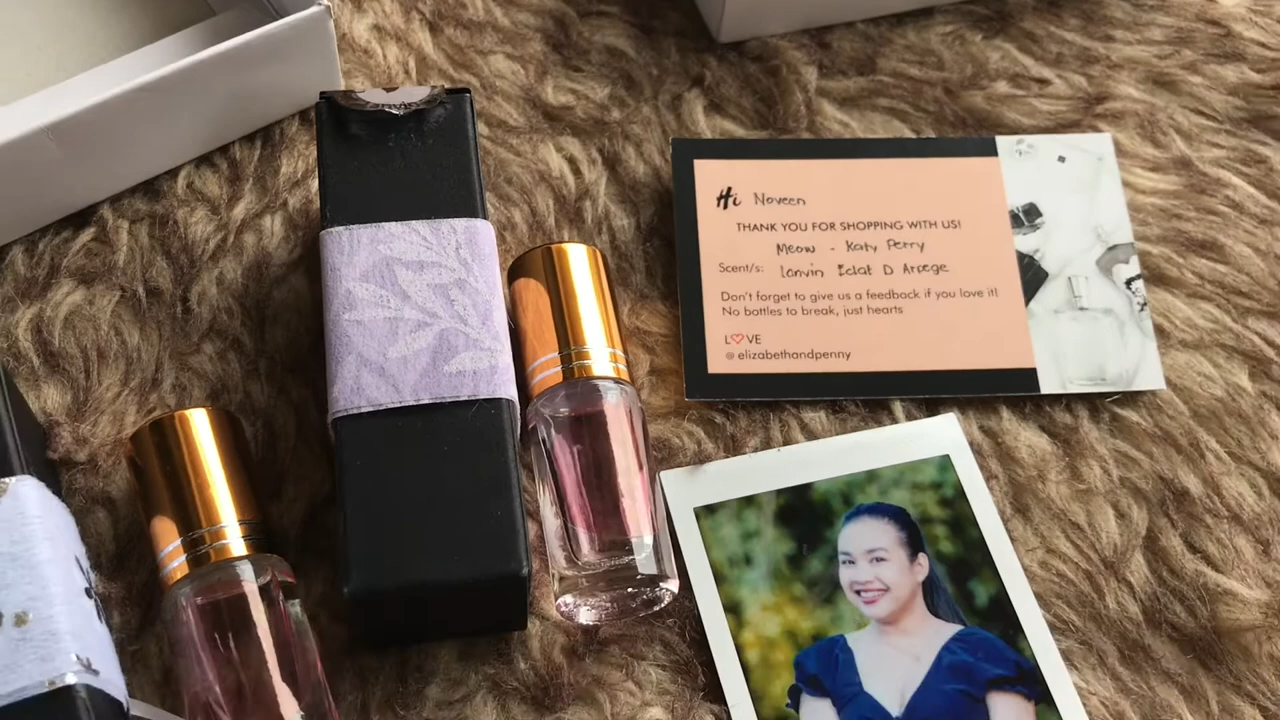 Hi Noveen
THANK YOU FOR SHOPPING WITH US!
Meow - Katy Perry
Scent/s: lanvin Eclat D Arpege
Don't forget to give us a feedback if you love it!
No bottles to break, just hearts
L♡VE
@elizabethandpenny